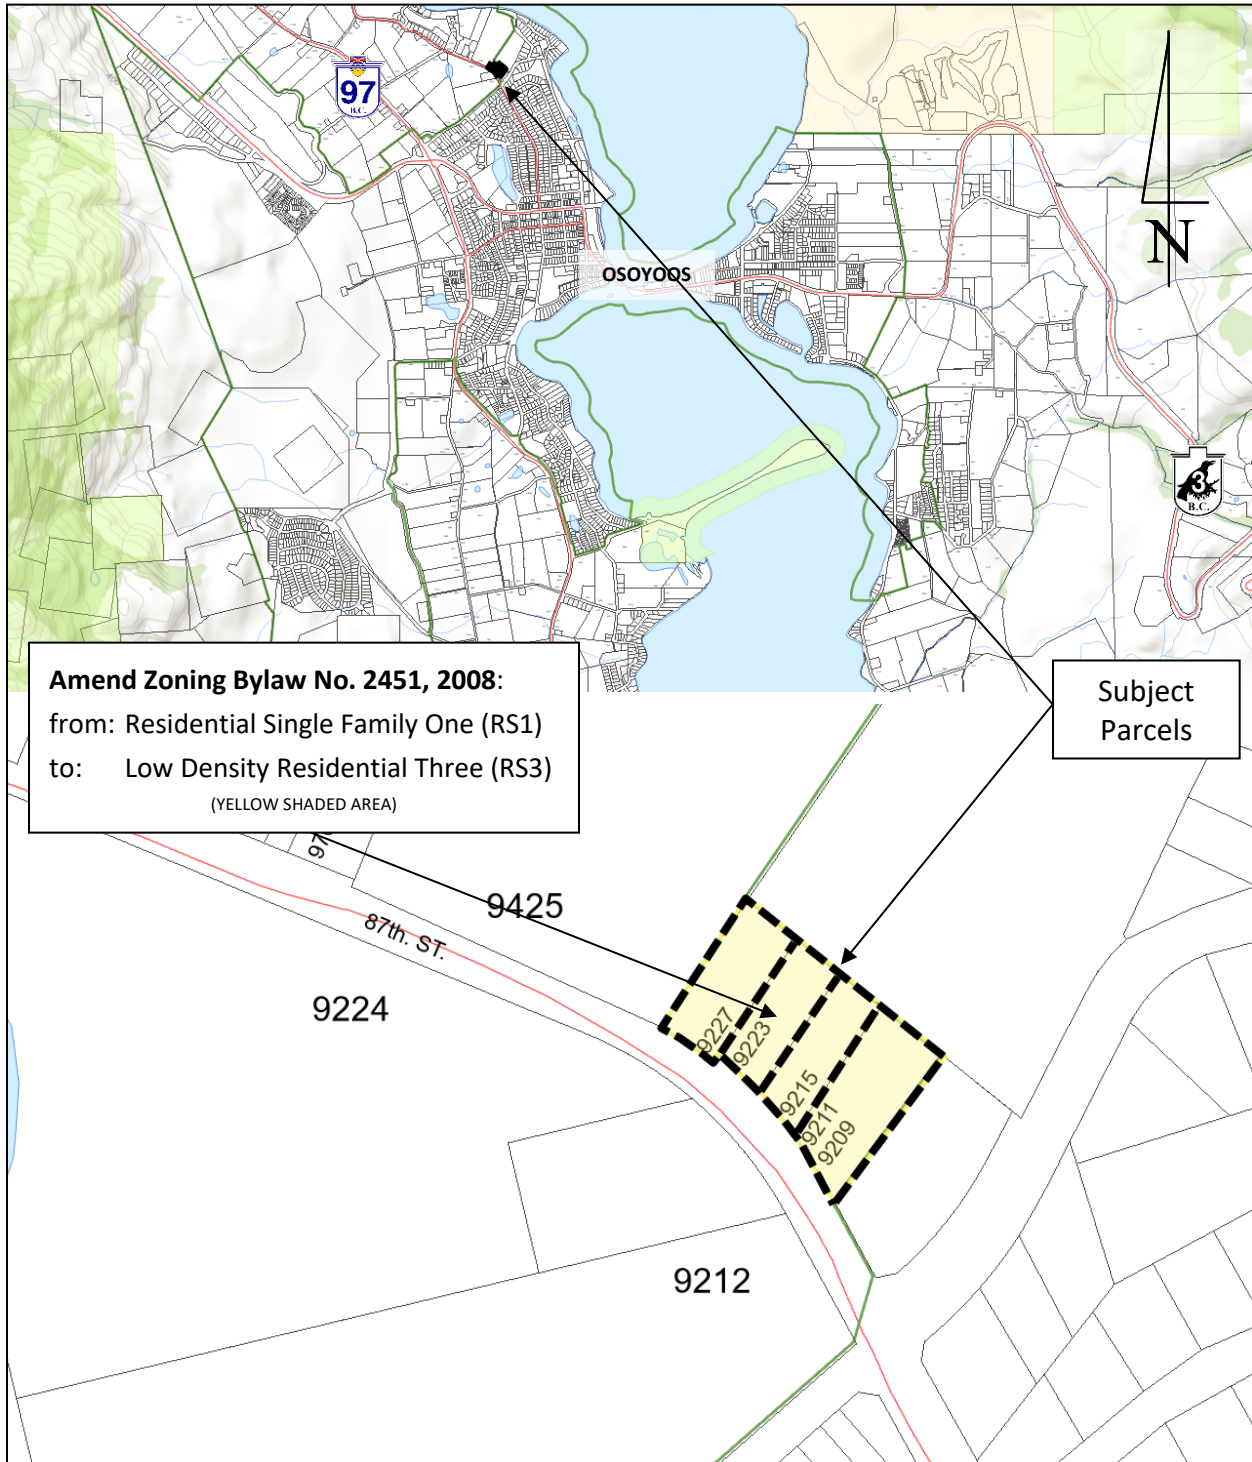 97
B.C.
OSOYOOS
N
3
B.C.
Amend Zoning Bylaw No. 2451, 2008:
from: Residential Single Family One (RS1)
to: Low Density Residential Three (RS3)
(YELLOW SHADED AREA)
Subject
Parcels
9425
87th. ST.
9224
9227
9223
9215
9211
9209
9212